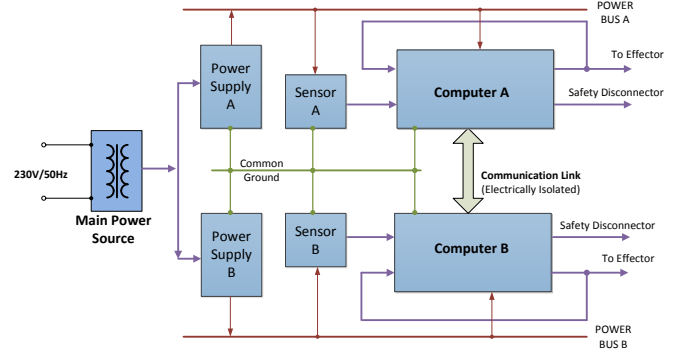 POWER
BUS A
To Effector
Power
Supply
A
Sensor
A
Computer A
Safety Disconnector
230V/50Hz
Common
Ground
Communication Link
(Electrically Isolated)
Main Power
Source
Power
Supply
B
Sensor
B
Computer B
Safety Disconnector
To Effector
POWER
BUS B